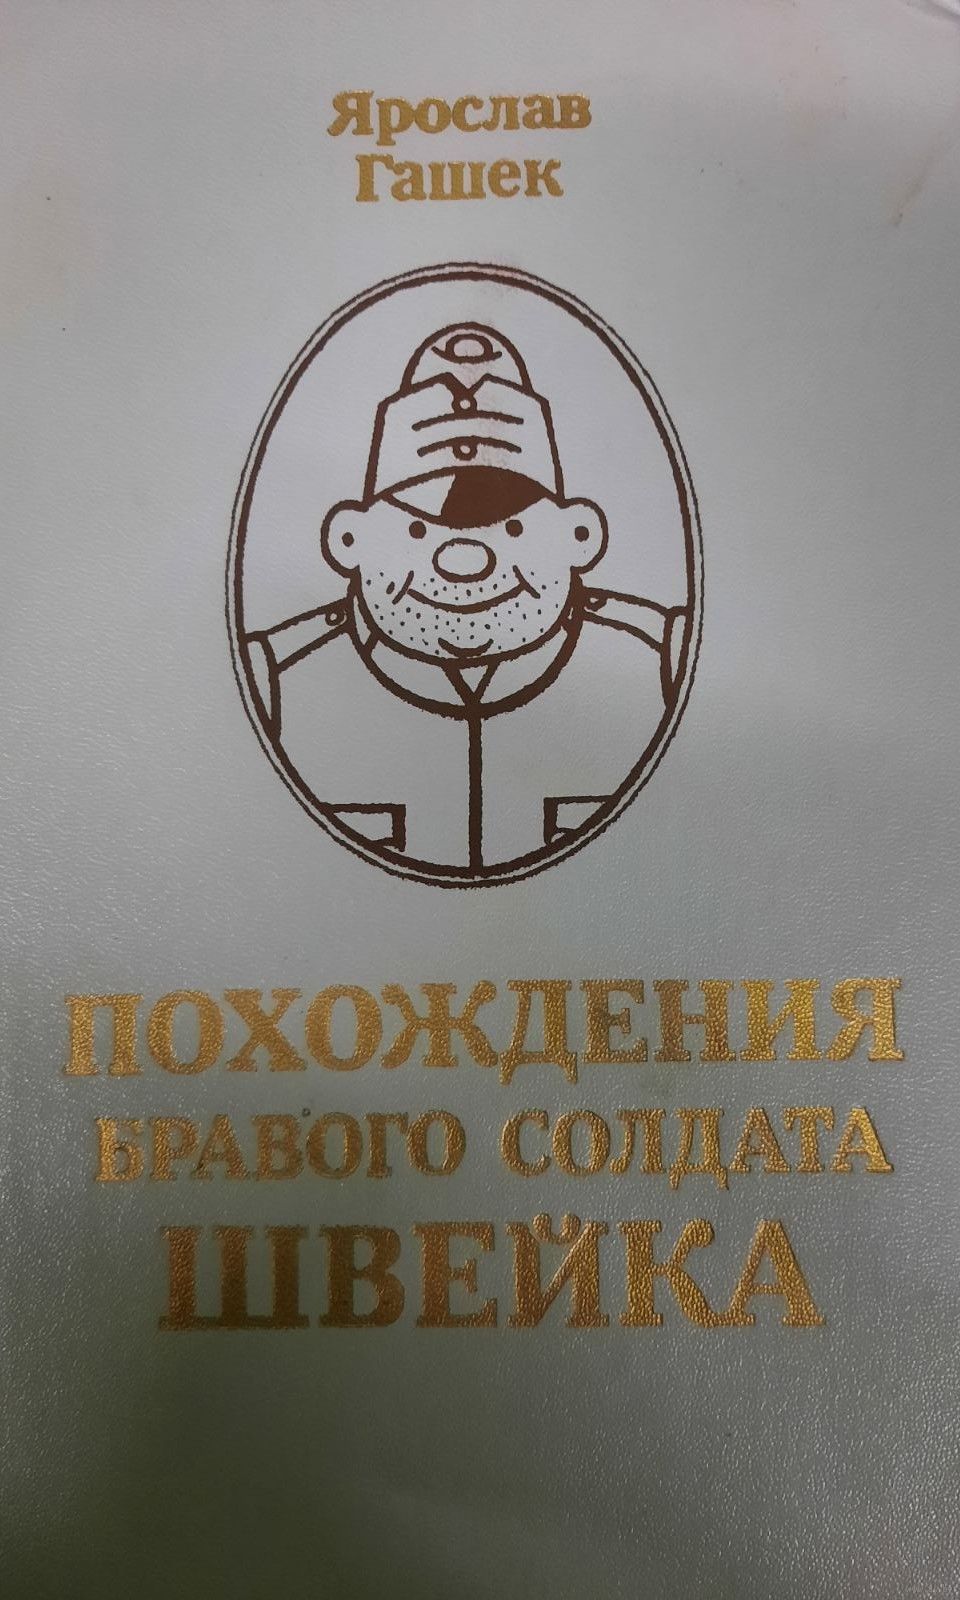 Ярослав
Гашек
ПОХОЖДЕНИЯ
БРАВОГО СОЛДАТА
ШВЕЙКА